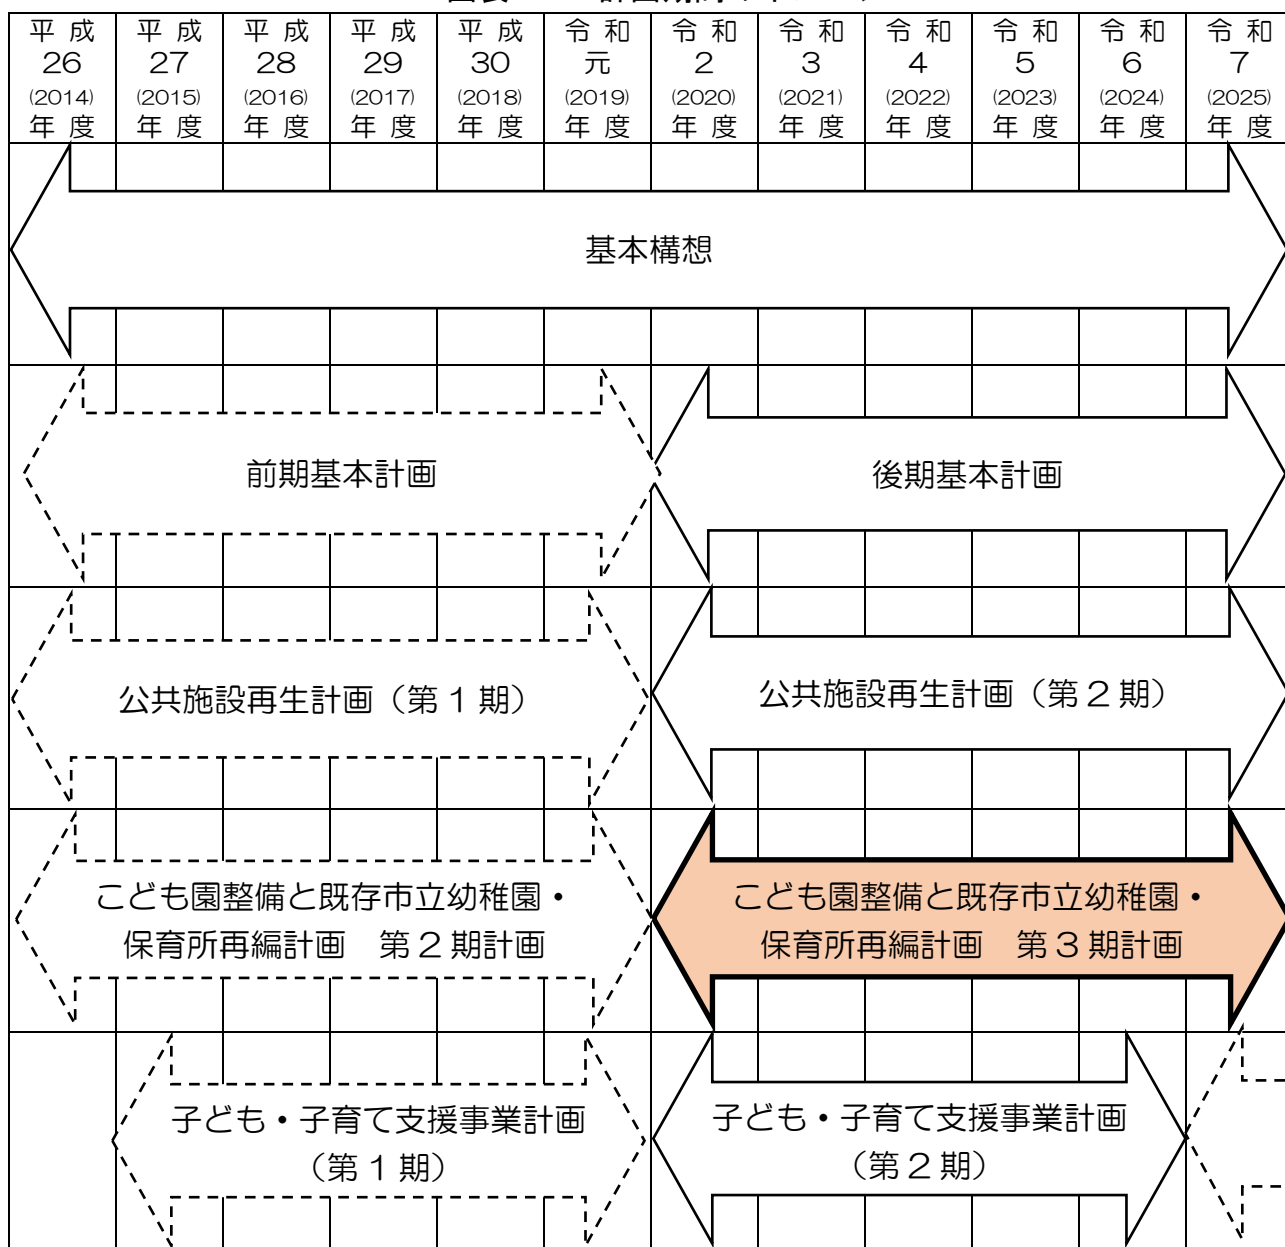 平成 平成 平成 平成 平成 令和 令和 令和 令和 令和 令和 令和
26 27 28 29 30 元 2 3 4 5 6 7
(2014) (2015) (2016) (2017) (2018) (2019) (2020) (2021) (2022) (2023) (2024) (2025)
年度 年度 年度 年度 年度 年度 年度 年度 年度 年度 年度 年度
基本構想
前期基本計画
後期基本計画
公共施設再生計画（第1期）
公共施設再生計画（第2期）
こども園整備と既存市立幼稚園・
保育所再編計画　第2期計画
こども園整備と既存市立幼稚園・
保育所再編計画　第3期計画
子ども・子育て支援事業計画
（第1期）
子ども・子育て支援事業計画
（第2期）